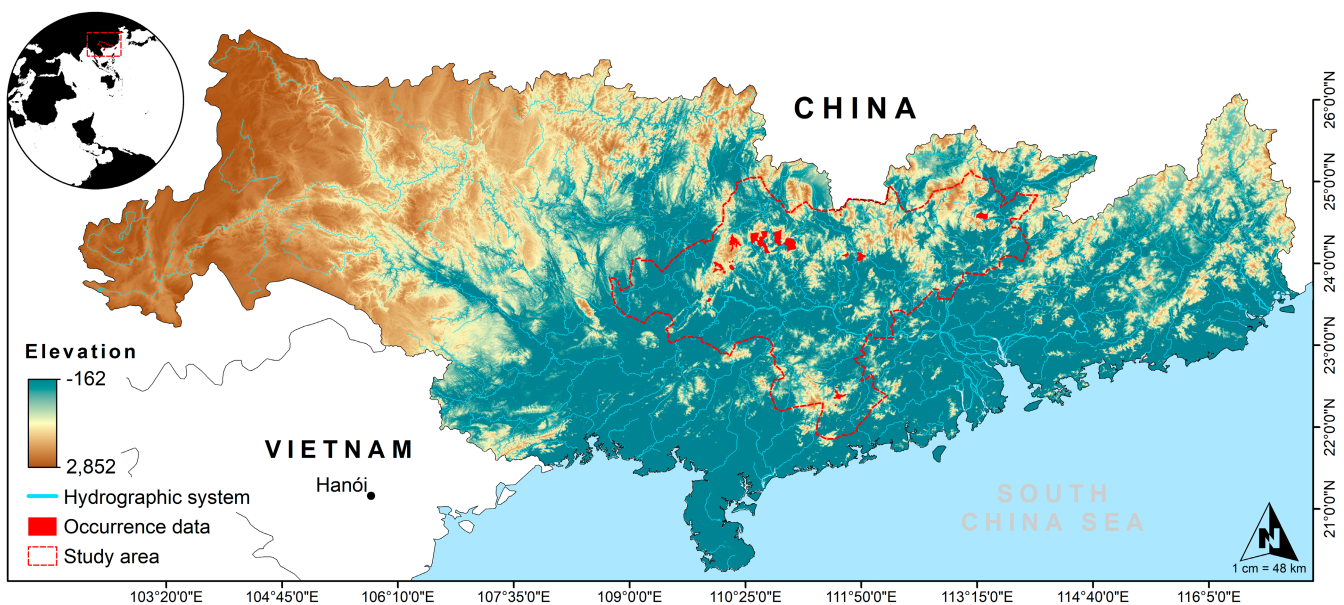 CHINA
Elevation
-162
2,852
Hydrographic system
Occurrence data
Study area
VIETNAM
Hanói
SOUTH
CHINA SEA
N
1 cm = 48 km
26°0'0"N
25°0'0"N
24°0'0"N
23°0'0"N
22°0'0"N
21°0'0"N
103°20'0"E
104°45'0"E
106°10'0"E
107°35'0"E
109°0'0"E
110°25'0"E
111°50'0"E
113°15'0"E
114°40'0"E
116°5'0"E